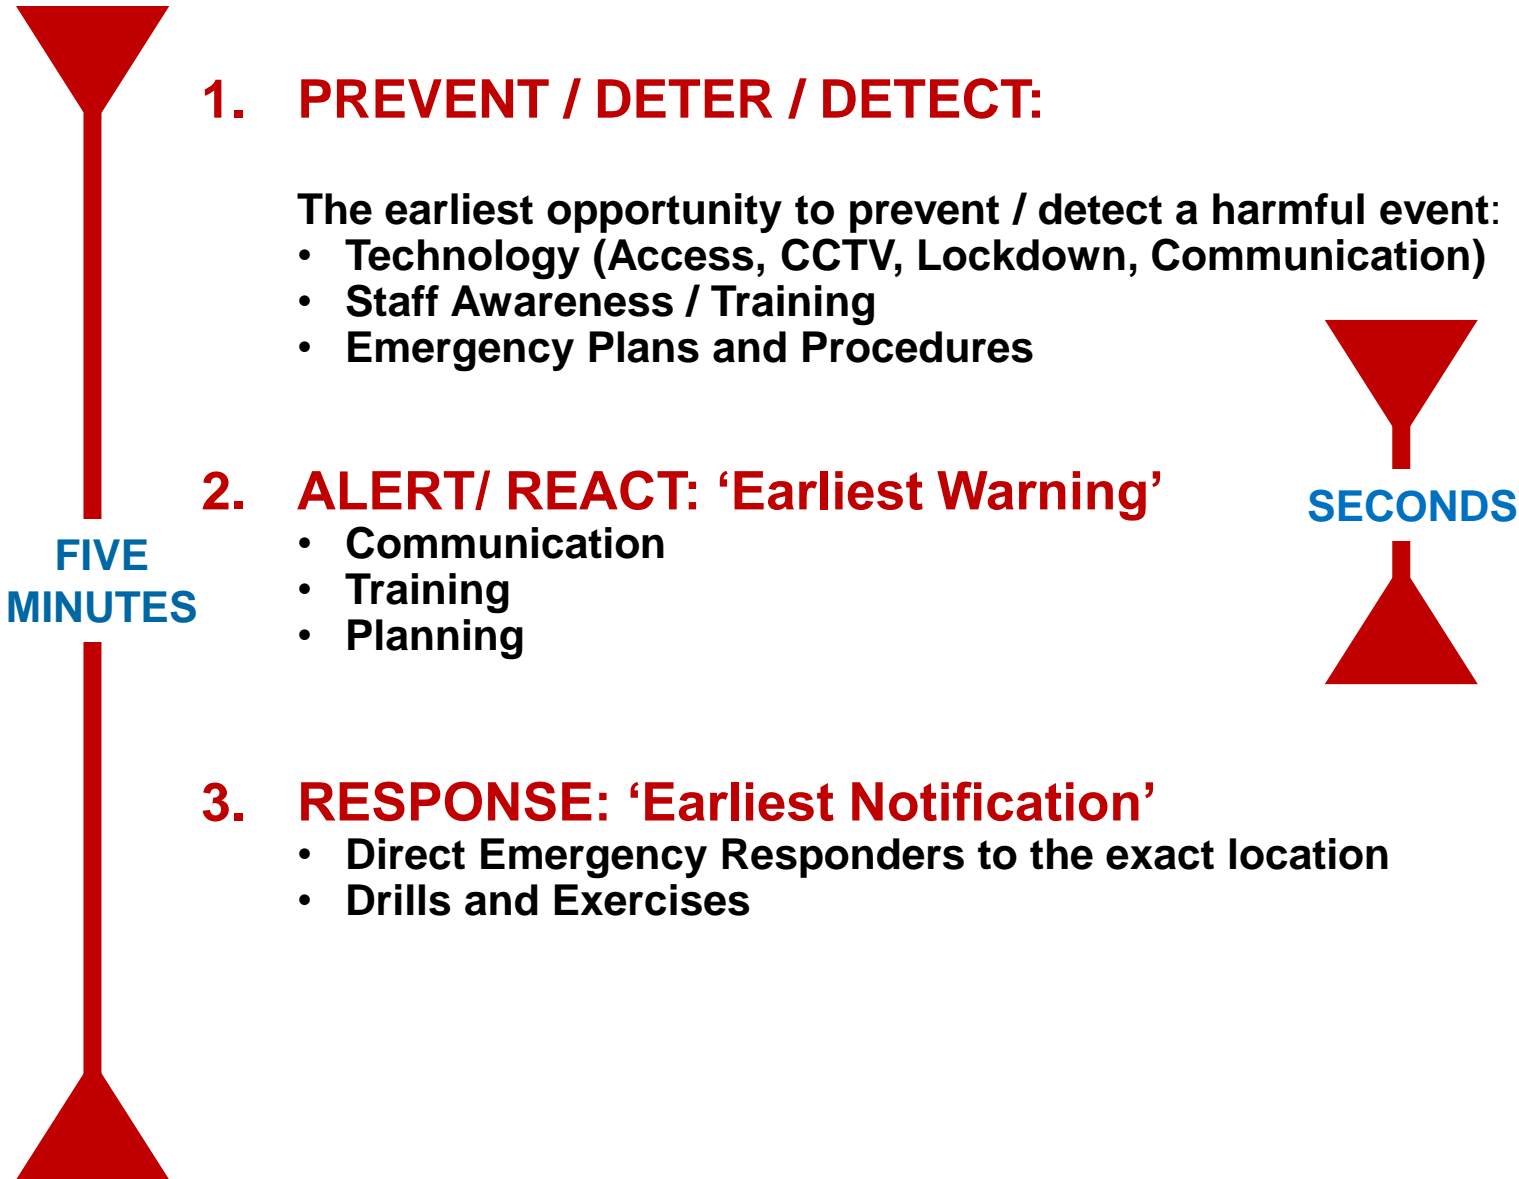 1. PREVENT / DETER / DETECT:
The earliest opportunity to prevent / detect a harmful event:
• Technology (Access, CCTV, Lockdown, Communication)
• Staff Awareness / Training
• Emergency Plans and Procedures
2. ALERT/ REACT: ‘Earliest Warning’
• Communication
• Training
• Planning
SECONDS
FIVE
MINUTES
3. RESPONSE: ‘Earliest Notification’
• Direct Emergency Responders to the exact location
• Drills and Exercises